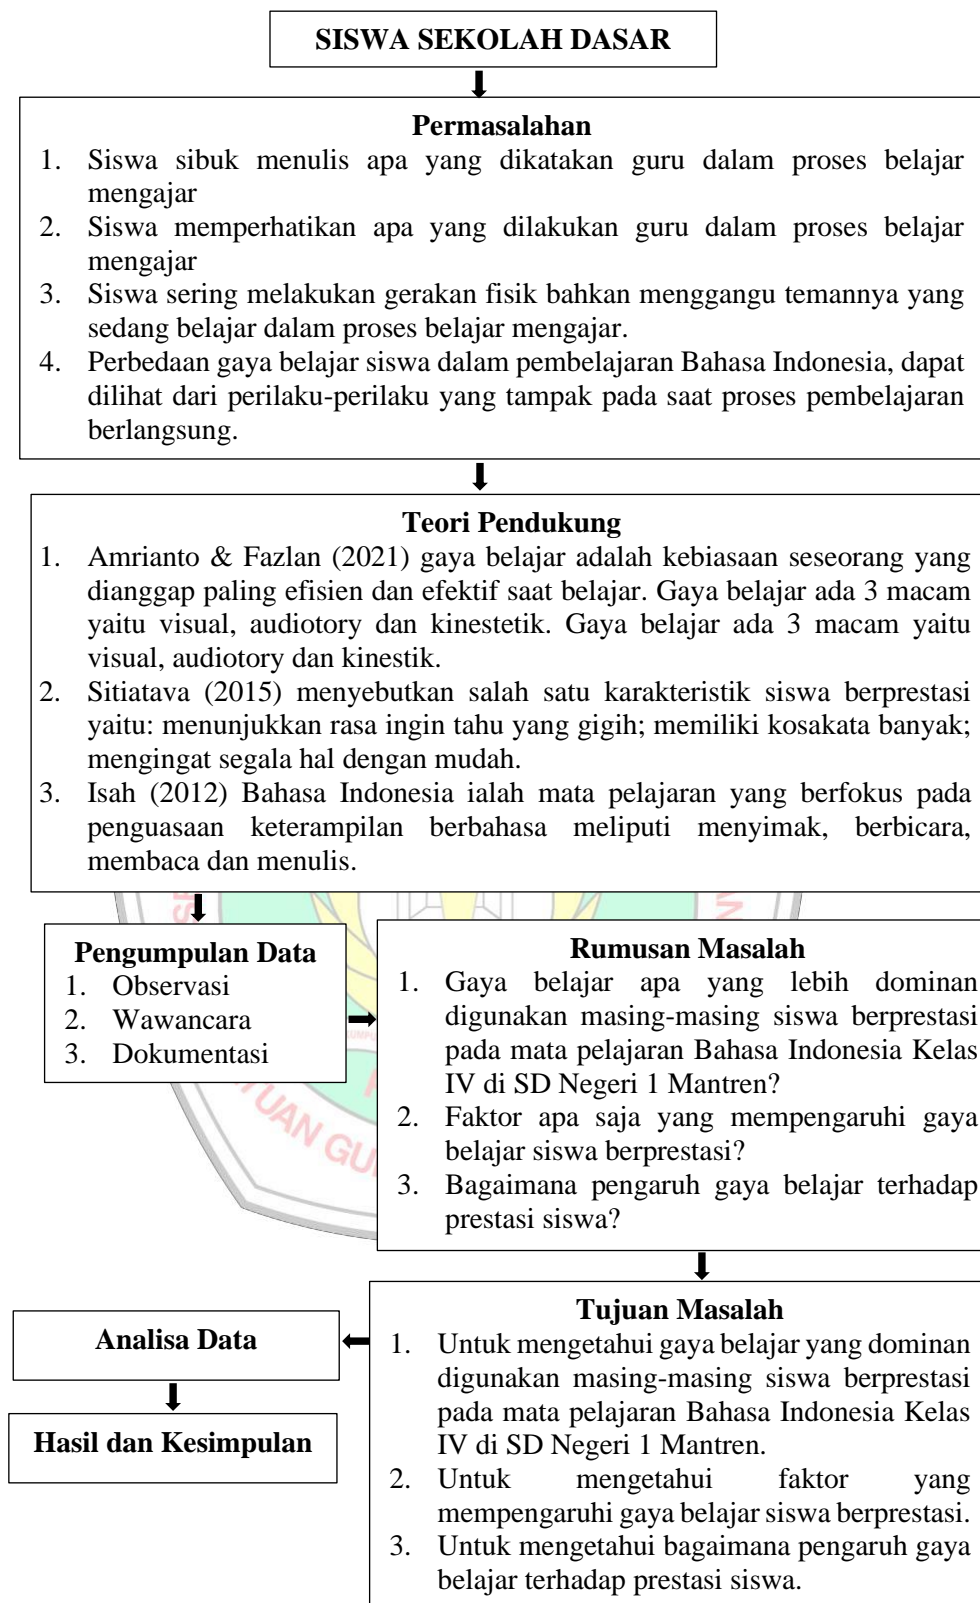 SISWA SEKOLAH DASAR
Permasalahan
1. Siswa sibuk menulis apa yang dikatakan guru dalam proses belajar
mengajar
2. Siswa memperhatikan apa yang dilakukan guru dalam proses belajar
mengajar
3. Siswa sering melakukan gerakan fisik bahkan menggangu temannya yang
sedang belajar dalam proses belajar mengajar.
4. Perbedaan gaya belajar siswa dalam pembelajaran Bahasa Indonesia, dapat
dilihat dari perilaku-perilaku yang tampak pada saat proses pembelajaran
berlangsung.
Teori Pendukung
1. Amrianto & Fazlan (2021) gaya belajar adalah kebiasaan seseorang yang
dianggap paling efisien dan efektif saat belajar. Gaya belajar ada 3 macam
yaitu visual, audiotory dan kinestetik. Gaya belajar ada 3 macam yaitu
visual, audiotory dan kinestik.
2. Sitiatava (2015) menyebutkan salah satu karakteristik siswa berprestasi
yaitu: menunjukkan rasa ingin tahu yang gigih; memiliki kosakata banyak;
mengingat segala hal dengan mudah.
3. Isah (2012) Bahasa Indonesia ialah mata pelajaran yang berfokus pada
penguasaan keterampilan berbahasa meliputi menyimak, berbicara,
membaca dan menulis.
Pengumpulan Data
1. Observasi
2. Wawancara
3. Dokumentasi
Rumusan Masalah
1. Gaya belajar apa yang lebih dominan
digunakan masing-masing siswa berprestasi
pada mata pelajaran Bahasa Indonesia Kelas
IV di SD Negeri 1 Mantren?
2. Faktor apa saja yang mempengaruhi gaya
belajar siswa berprestasi?
3. Bagaimana pengaruh gaya belajar terhadap
prestasi siswa?
Tujuan Masalah
1. Untuk mengetahui gaya belajar yang dominan
digunakan masing-masing siswa berprestasi
pada mata pelajaran Bahasa Indonesia Kelas
IV di SD Negeri 1 Mantren.
2. Untuk mengetahui faktor yang
mempengaruhi gaya belajar siswa berprestasi.
3. Untuk mengetahui bagaimana pengaruh gaya
belajar terhadap prestasi siswa.
Analisa Data
Hasil dan Kesimpulan